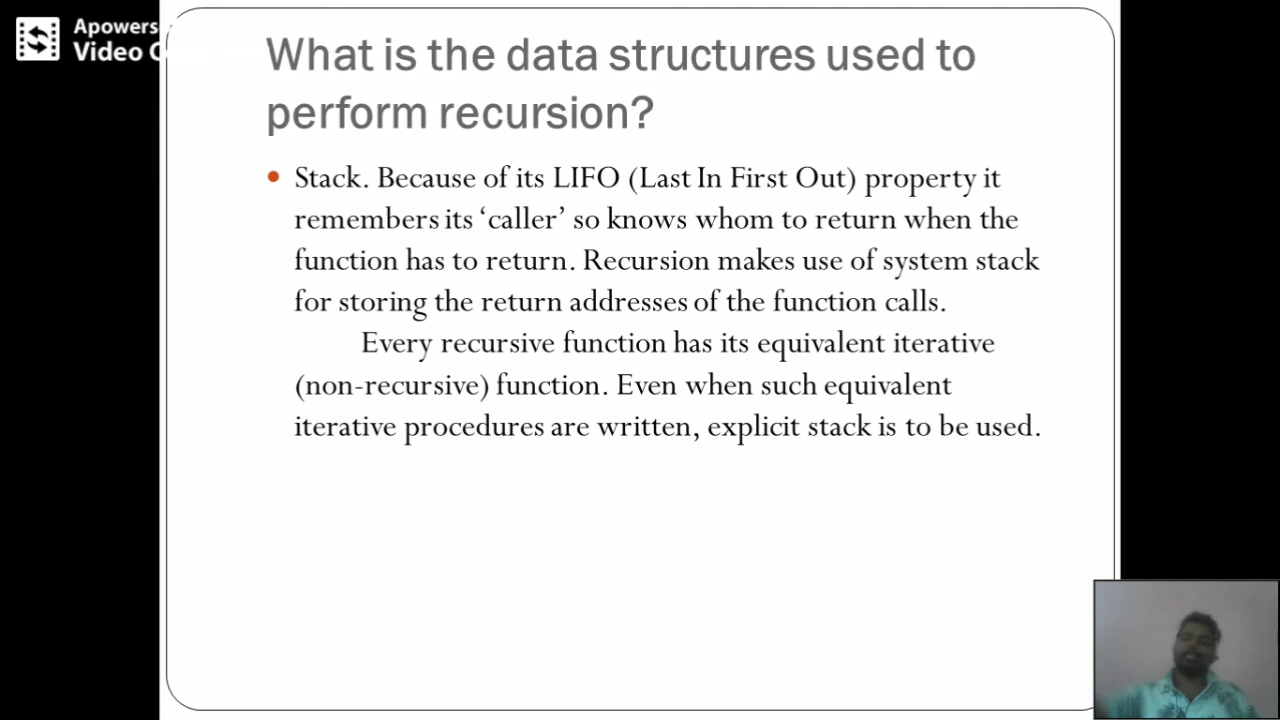 Apowers
Video
What is the data structures used to
perform recursion?
Stack. Because of its LIFO (Last In First Out) property it
remembers its ‘caller’ so knows whom to return when the
function has to return. Recursion makes use of system stack
for storing the return addresses of the function calls.
Every recursive function has its equivalent iterative
(non-recursive) function. Even when such equivalent
iterative procedures are written, explicit stack is to be used.